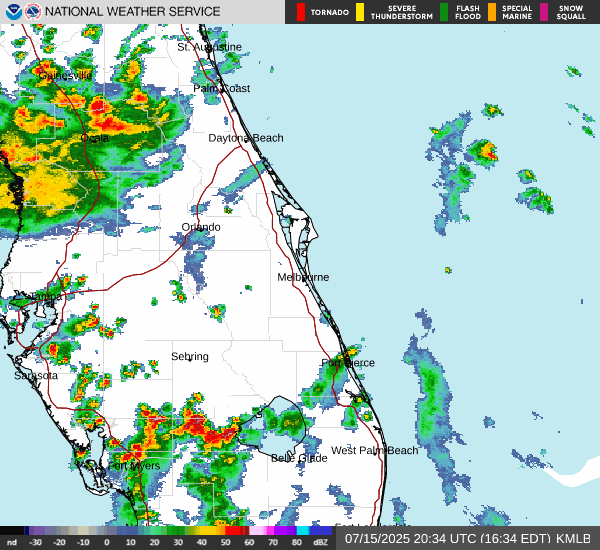 NATIONAL WEATHER SERVICE
TORNADO
SEVERE
THUNDERSTORM
FLASH
FLOOD
SPECIAL
MARINE
SNOW
SQUALL
St. Augustine
Gainesville
Palm Coast
Ocala
Daytona Beach
Orlando
Melbourne
Tampa
Sebring
Fort Pierce
Sarasota
West Palm Beach
Belle Glade
Fort Myers
nd -30 -20 -10 0 10 20 30 40 50 60 70 80 dBZ
07/15/2025 20:34 UTC (16:34 EDT) KMLB